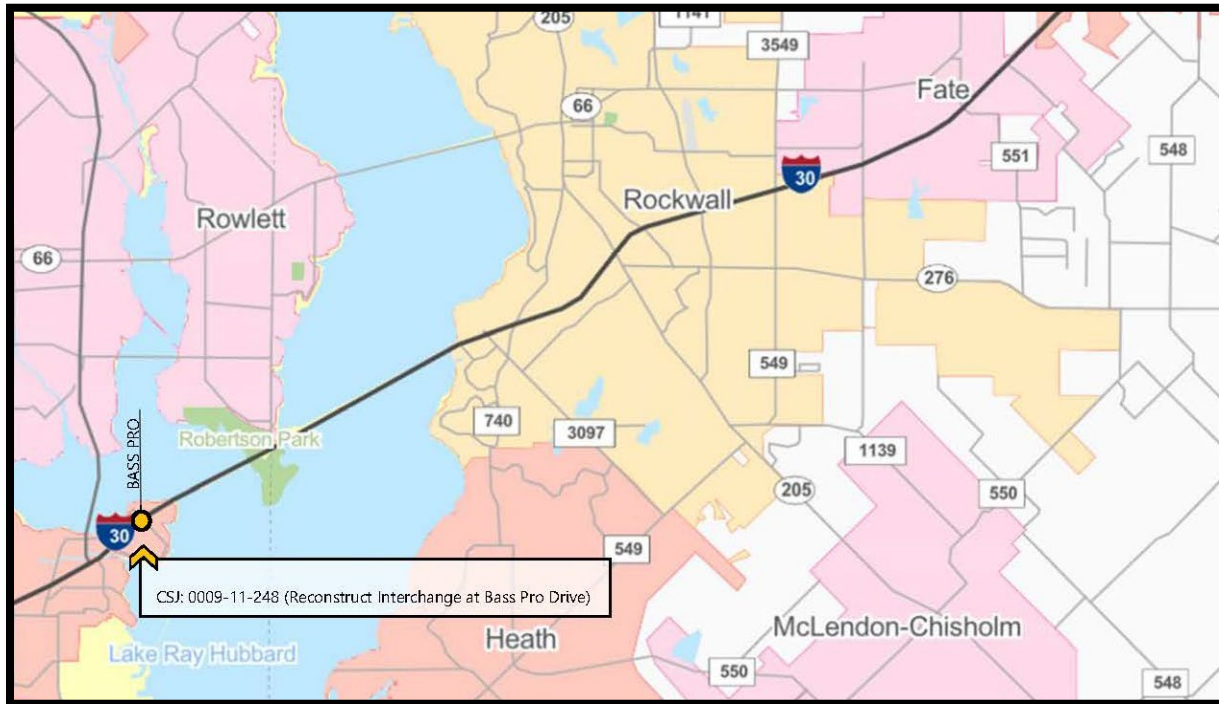 205
1141
3549
Fate
66
551
548
30
Rockwall
Rowlett
66
276
549
740
3097
Robertson Park
BASS PRO
1139
205
550
30
549
CSJ: 0009-11-248 (Reconstruct Interchange at Bass Pro Drive)
Heath
McLendon-Chisholm
Lake Ray Hubbard
550
548